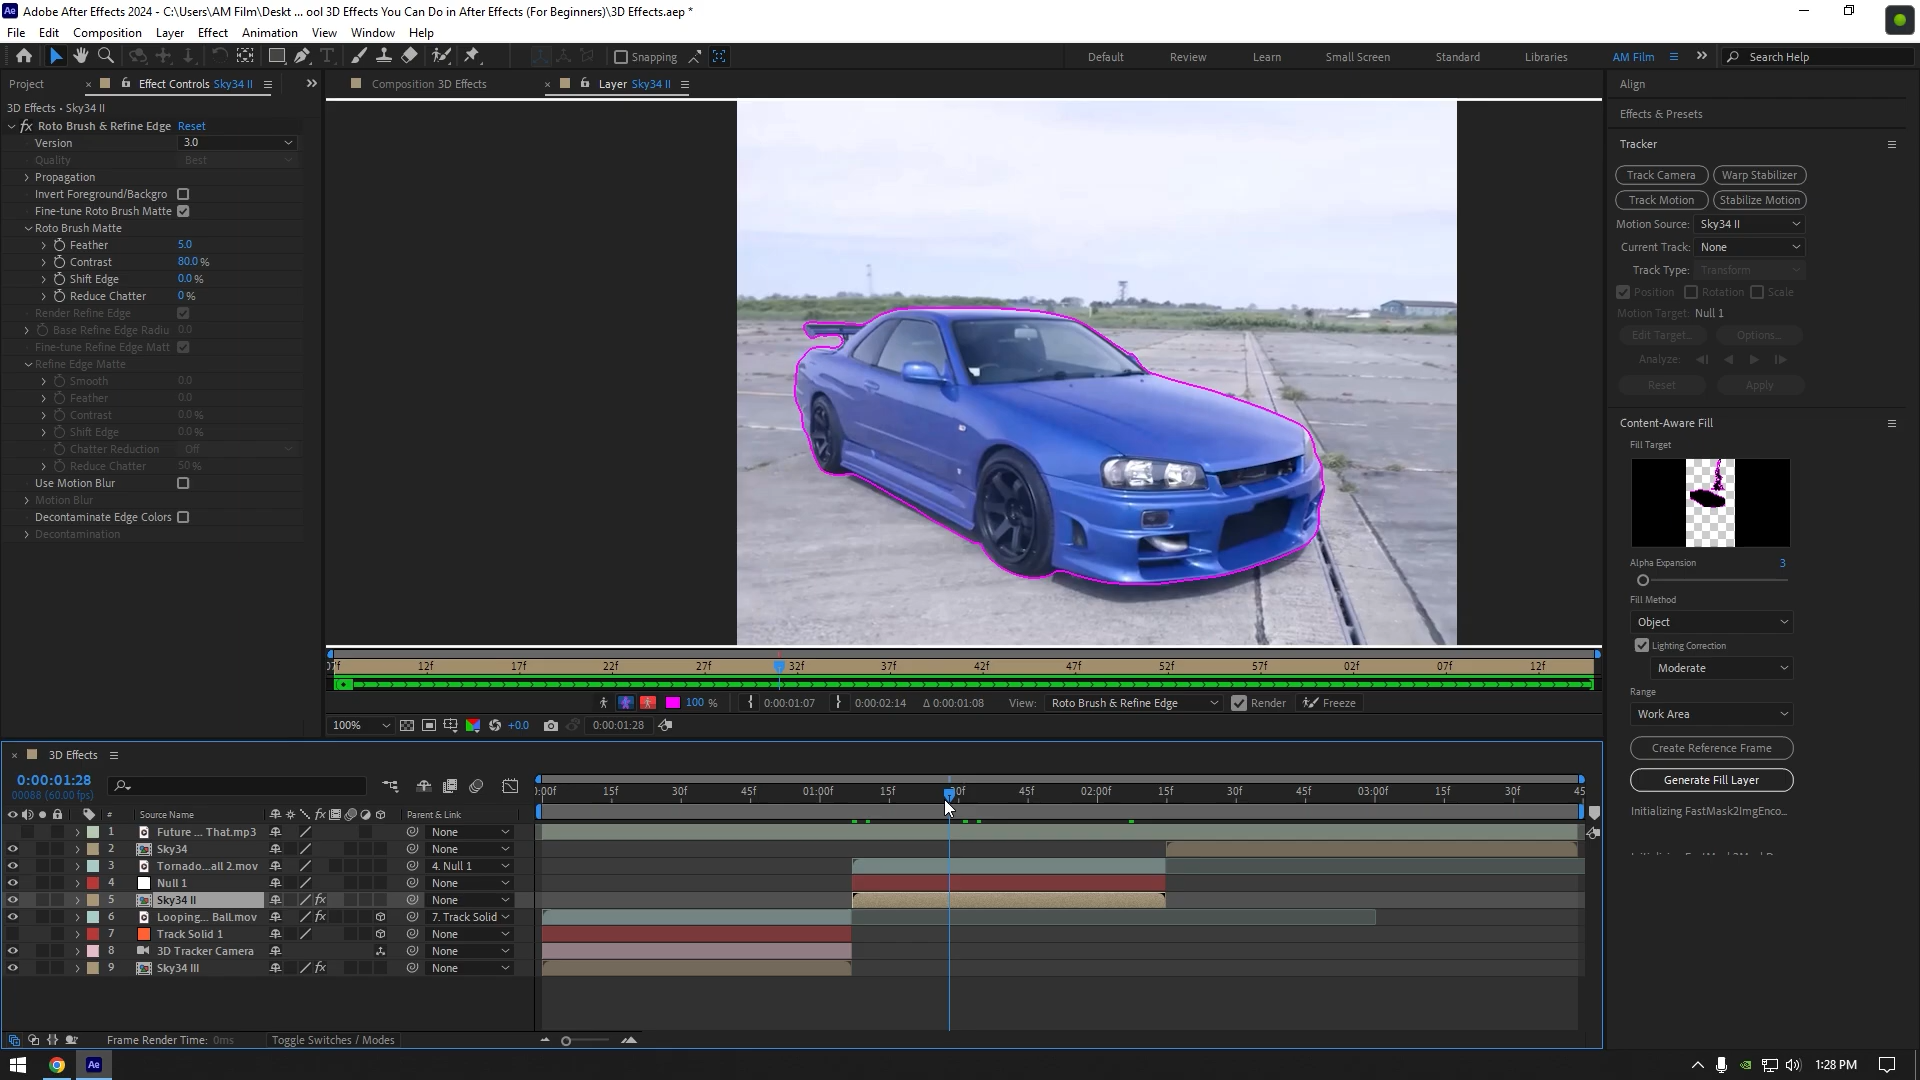 Adobe After Effects 2024 - C:\Users\AM Film\Deskt ... ool 3D Effects You Can Do in After Effects (For Beginners)\3D Effects.aep *
File Edit Composition Layer Effect Animation View Window Help
Snapping
Default Review Learn Small Screen Standard AM Film Libraries Search Help
Project Effect Controls Sky34 II
3D Effects • Sky34 II
fx Roto Brush & Refine Edge Reset
Version 3.0
Quality Best
Propagation
Invert Foreground/Backgro
Fine-tune Roto Brush Matte
Roto Brush Matte
Feather 5.0
Contrast 80.0 %
Shift Edge 0.0 %
Reduce Chatter 0 %
Render Refine Edge
Base Refine Edge Radiu 0.0
Fine-tune Refine Edge Matt
Refine Edge Matte
Smooth 0.0
Feather 0.0
Contrast 0.0 %
Shift Edge 0.0 %
Chatter Reduction Off
Reduce Chatter 50 %
Use Motion Blur
Motion Blur
Decontaminate Edge Colors
Decontamination
Composition 3D Effects Layer Sky34 II
07f 12f 17f 22f 27f 32f 37f 42f 47f 52f 57f 02f 07f 12f
100 % 0:00:01:07 0:00:02:14 Δ 0:00:01:08 View: Roto Brush & Refine Edge Render Freeze
100% +0.0 0:00:01:28
Align
Effects & Presets
Tracker
Track Camera Warp Stabilizer
Track Motion Stabilize Motion
Motion Source: Sky34 II
Current Track: None
Track Type: Transform
Position Rotation Scale
Motion Target: Null 1
Edit Target... Options...
Analyze:
Reset Apply
Content-Aware Fill
Fill Target
Alpha Expansion 3
Fill Method
Object
Lighting Correction
Moderate
Range
Work Area
Create Reference Frame
Generate Fill Layer
Initializing FastMask2ImgEnco...
3D Effects
0:00:01:28
00088 (60.00 fps)
:00f 15f 30f 45f 01:00f 15f 30f 45f 02:00f 15f 30f 45f 03:00f 15f 30f 45
# Source Name fx Parent & Link
1 Future ... That.mp3 None
2 Sky34 None
3 Tornado...all 2.mov 4. Null 1
4 Null 1 None
5 Sky34 II fx None
6 Looping... Ball.mov fx 7. Track Solid
7 Track Solid 1 None
8 3D Tracker Camera None
9 Sky34 III fx None
Frame Render Time: 0ms Toggle Switches / Modes
Ae 1:28 PM